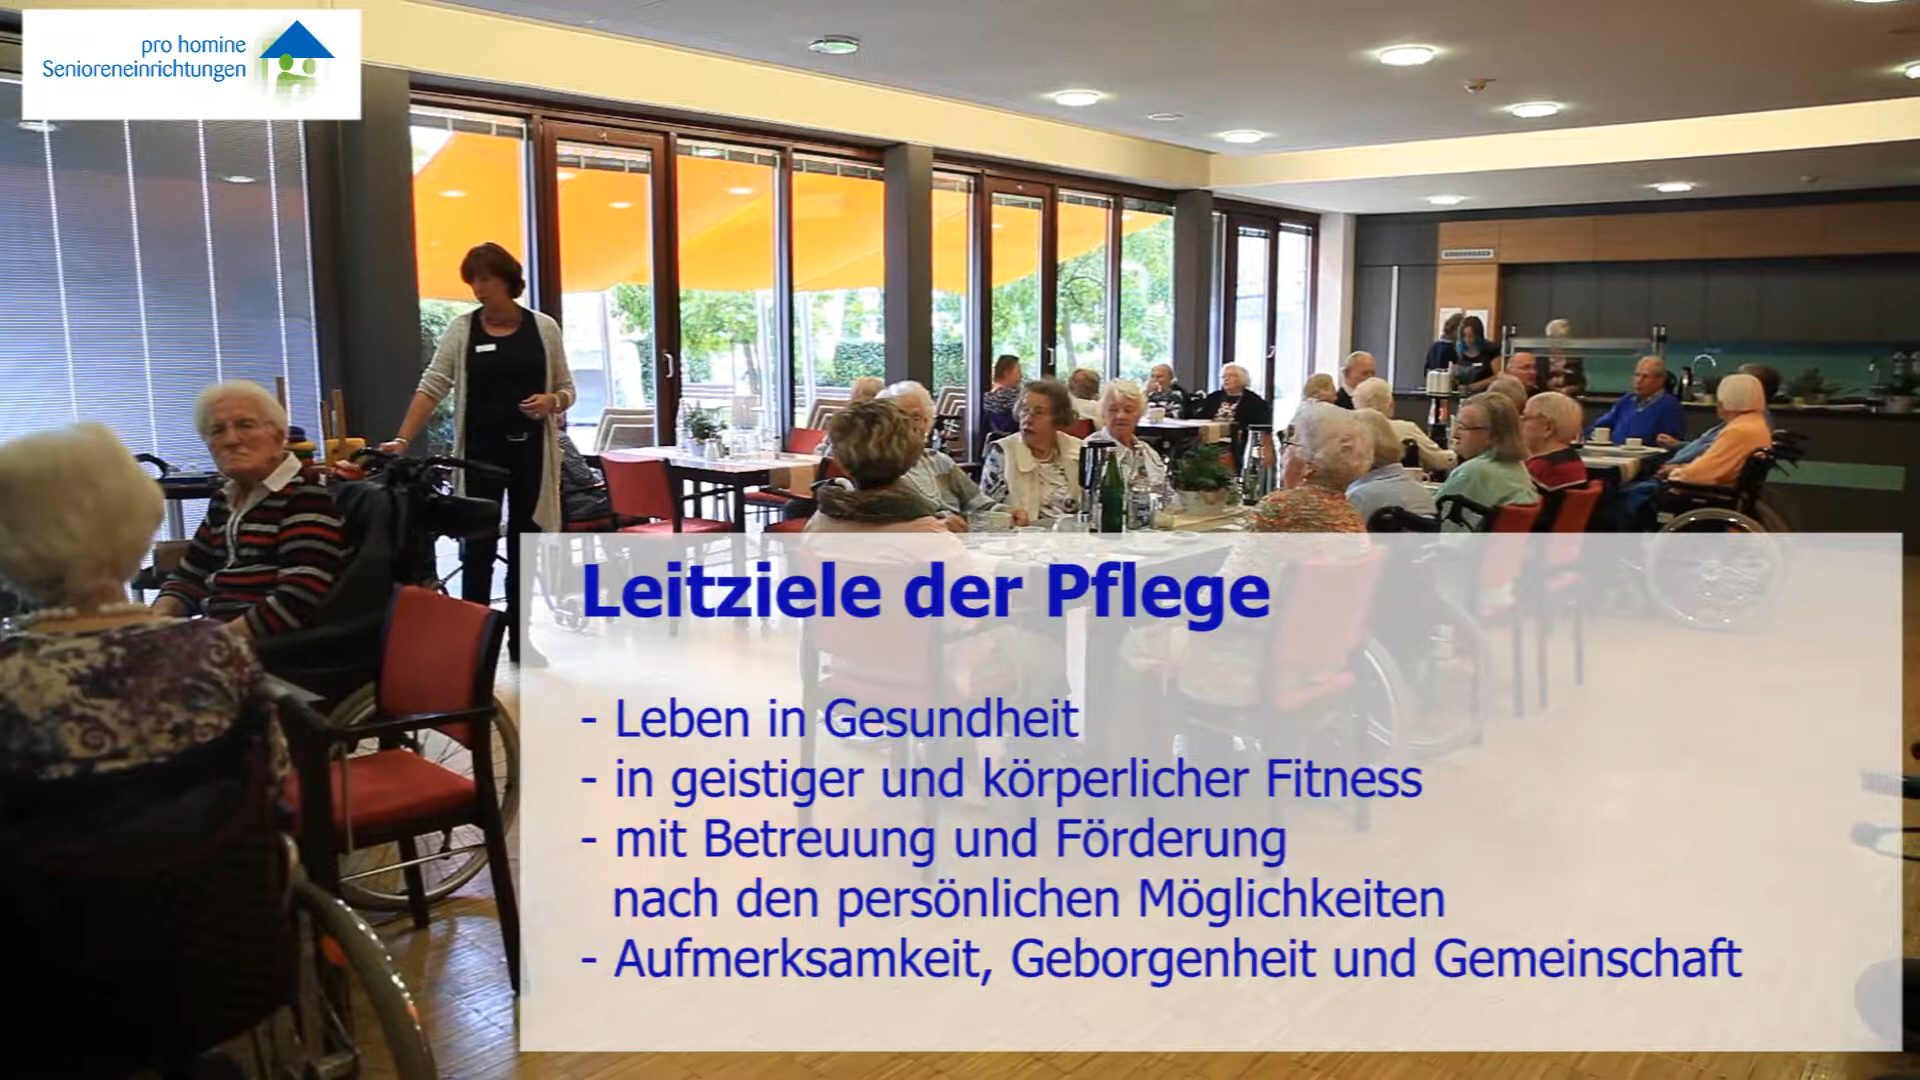 pro homine
Senioreneinrichtungen
Leitziele der Pflege
- Leben in Gesundheit
- in geistiger und körperlicher Fitness
- mit Betreuung und Förderung
nach den persönlichen Möglichkeiten
- Aufmerksamkeit, Geborgenheit und Gemeinschaft